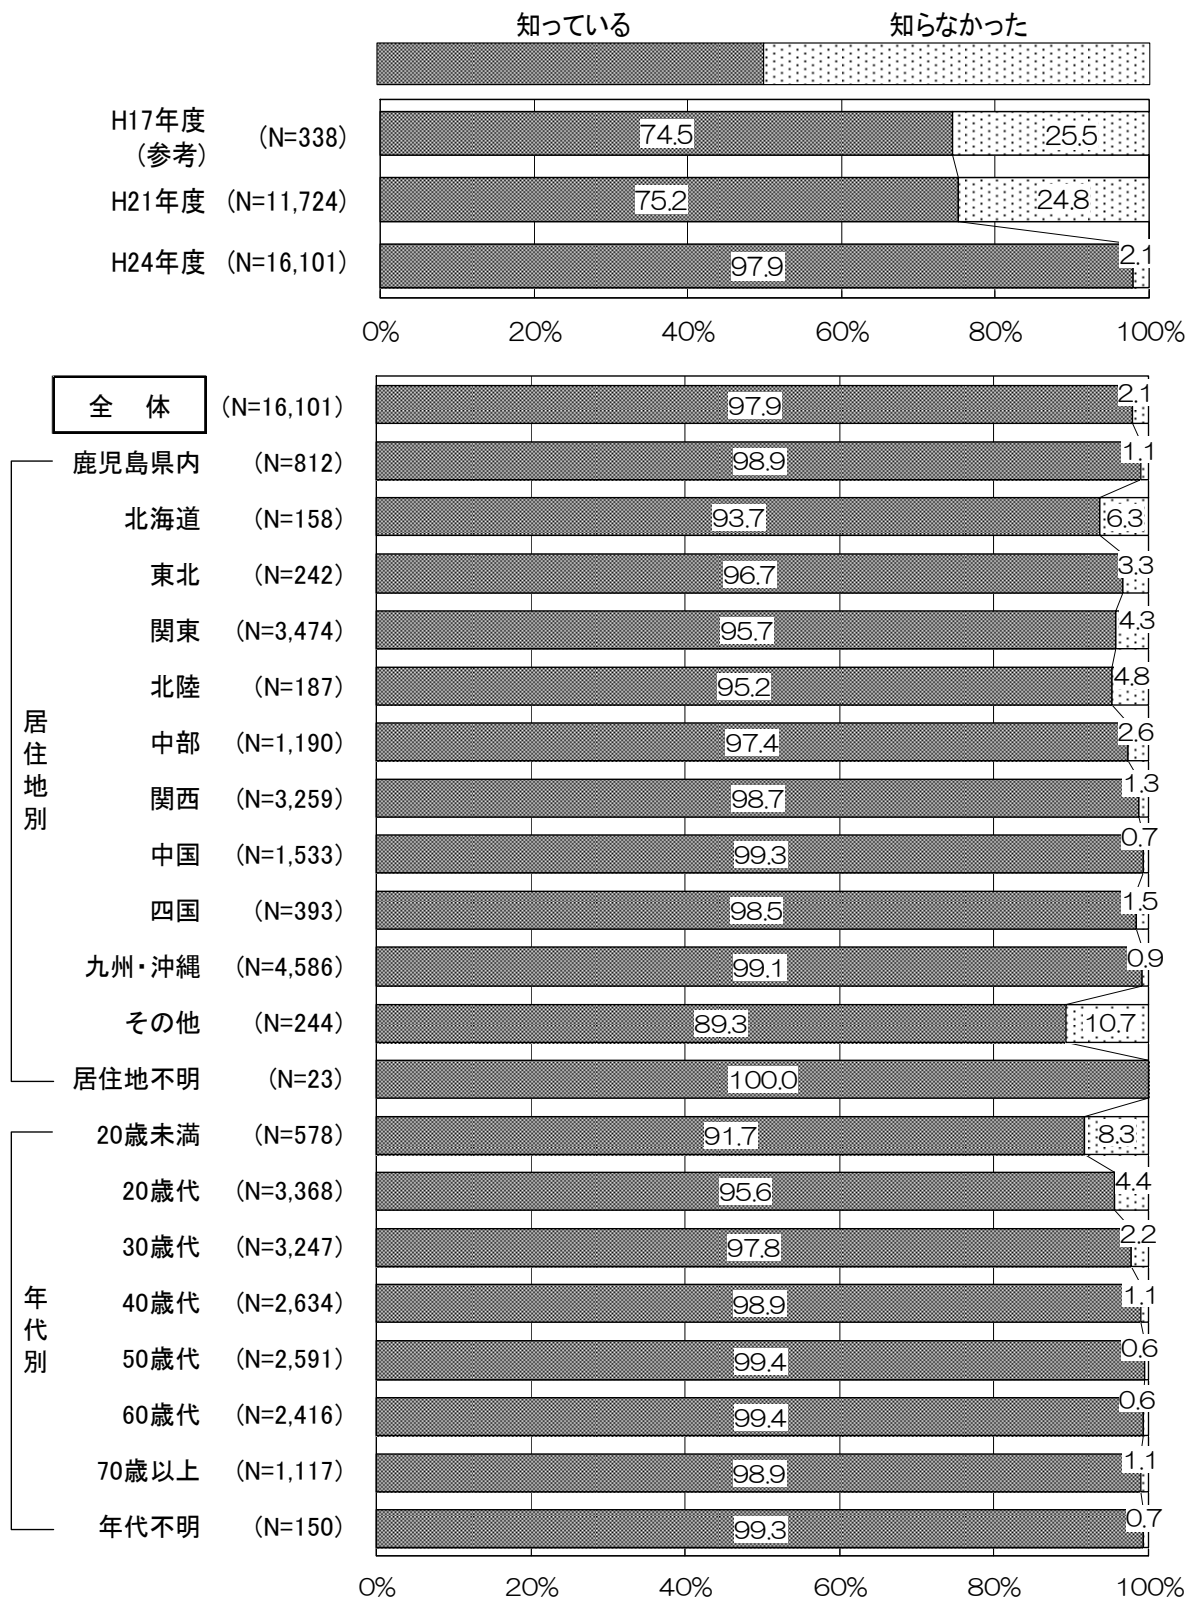 知っている 知らなかった
H17年度 (N=338) 74.5 25.5
(参考)
H21年度 (N=11,724) 75.2 24.8
H24年度 (N=16,101) 97.9 2.1
0% 20% 40% 60% 80% 100%
全 体 (N=16,101) 97.9 2.1
鹿児島県内 (N=812) 98.9 1.1
北海道 (N=158) 93.7 6.3
東北 (N=242) 96.7 3.3
関東 (N=3,474) 95.7 4.3
北陸 (N=187) 95.2 4.8
中部 (N=1,190) 97.4 2.6
関西 (N=3,259) 98.7 1.3
中国 (N=1,533) 99.3 0.7
四国 (N=393) 98.5 1.5
九州・沖縄 (N=4,586) 99.1 0.9
その他 (N=244) 89.3 10.7
居住地不明 (N=23) 100.0
居住地別
20歳未満 (N=578) 91.7 8.3
20歳代 (N=3,368) 95.6 4.4
30歳代 (N=3,247) 97.8 2.2
40歳代 (N=2,634) 98.9 1.1
50歳代 (N=2,591) 99.4 0.6
60歳代 (N=2,416) 99.4 0.6
70歳以上 (N=1,117) 98.9 1.1
年代不明 (N=150) 99.3 0.7
年代別
0% 20% 40% 60% 80% 100%